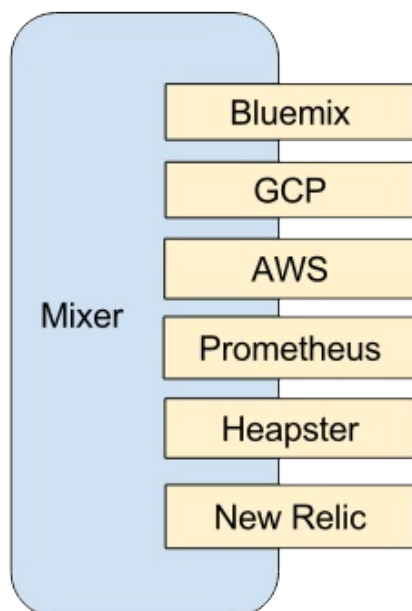 Bluemix
GCP
AWS
Mixer
Prometheus
Heapster
New Relic